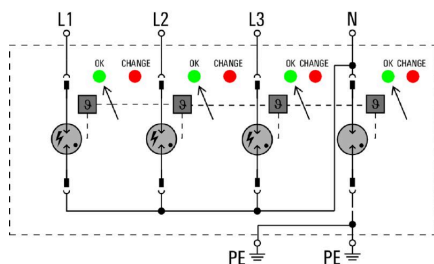 L1 L2 L3 N
OK CHANGE OK CHANGE OK CHANGE OK CHANGE
ϑ ϑ ϑ ϑ
PE PE